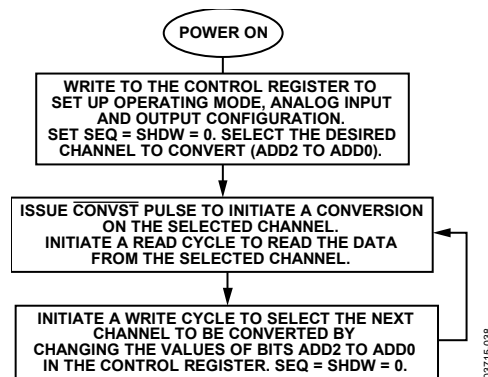 POWER ON
WRITE TO THE CONTROL REGISTER TO
SET UP OPERATING MODE, ANALOG INPUT
AND OUTPUT CONFIGURATION.
SET SEQ = SHDW = 0. SELECT THE DESIRED
CHANNEL TO CONVERT (ADD2 TO ADD0).
ISSUE CONVST PULSE TO INITIATE A CONVERSION
ON THE SELECTED CHANNEL.
INITIATE A READ CYCLE TO READ THE DATA
FROM THE SELECTED CHANNEL.
INITIATE A WRITE CYCLE TO SELECT THE NEXT
CHANNEL TO BE CONVERTED BY
CHANGING THE VALUES OF BITS ADD2 TO ADD0
IN THE CONTROL REGISTER. SEQ = SHDW = 0.
03715-038